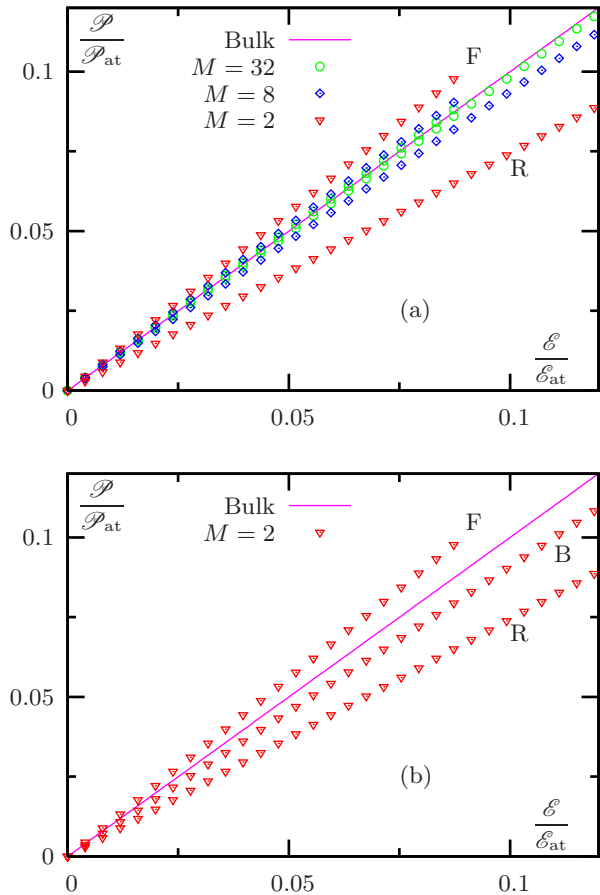 𝒫
𝒫at
0.1
Bulk
F
M = 32
M = 8
M = 2
R
0.05
(a)
ℰ
ℰat
0
0
0.05
0.1
𝒫
𝒫at
Bulk
F
0.1
M = 2
B
R
0.05
(b)
ℰ
ℰat
0
0
0.05
0.1